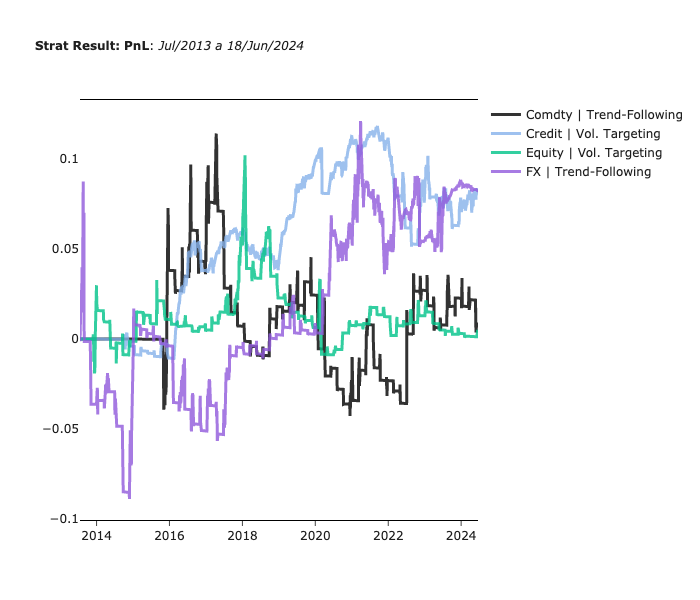 Strat Result: PnL: Jul/2013 a 18/Jun/2024
Comdty | Trend-Following
Credit | Vol. Targeting
Equity | Vol. Targeting
FX | Trend-Following
0.1
0.05
0
−0.05
−0.1
2014
2016
2018
2020
2022
2024